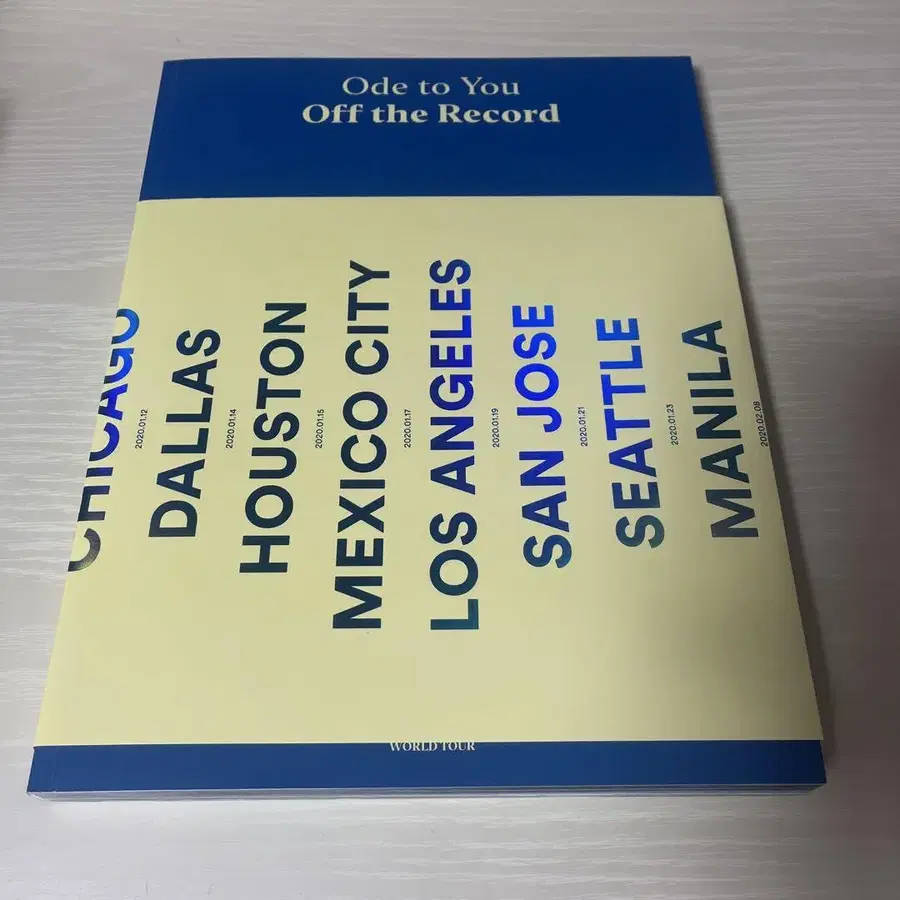 Ode to You
Off the Record
CHICAGO
2020.01.12
DALLAS
2020.01.14
HOUSTON
2020.01.15
MEXICO CITY
2020.01.17
LOS ANGELES
2020.01.19
SAN JOSE
2020.01.21
SEATTLE
2020.01.23
MANILA
2020.02.08
WORLD TOUR